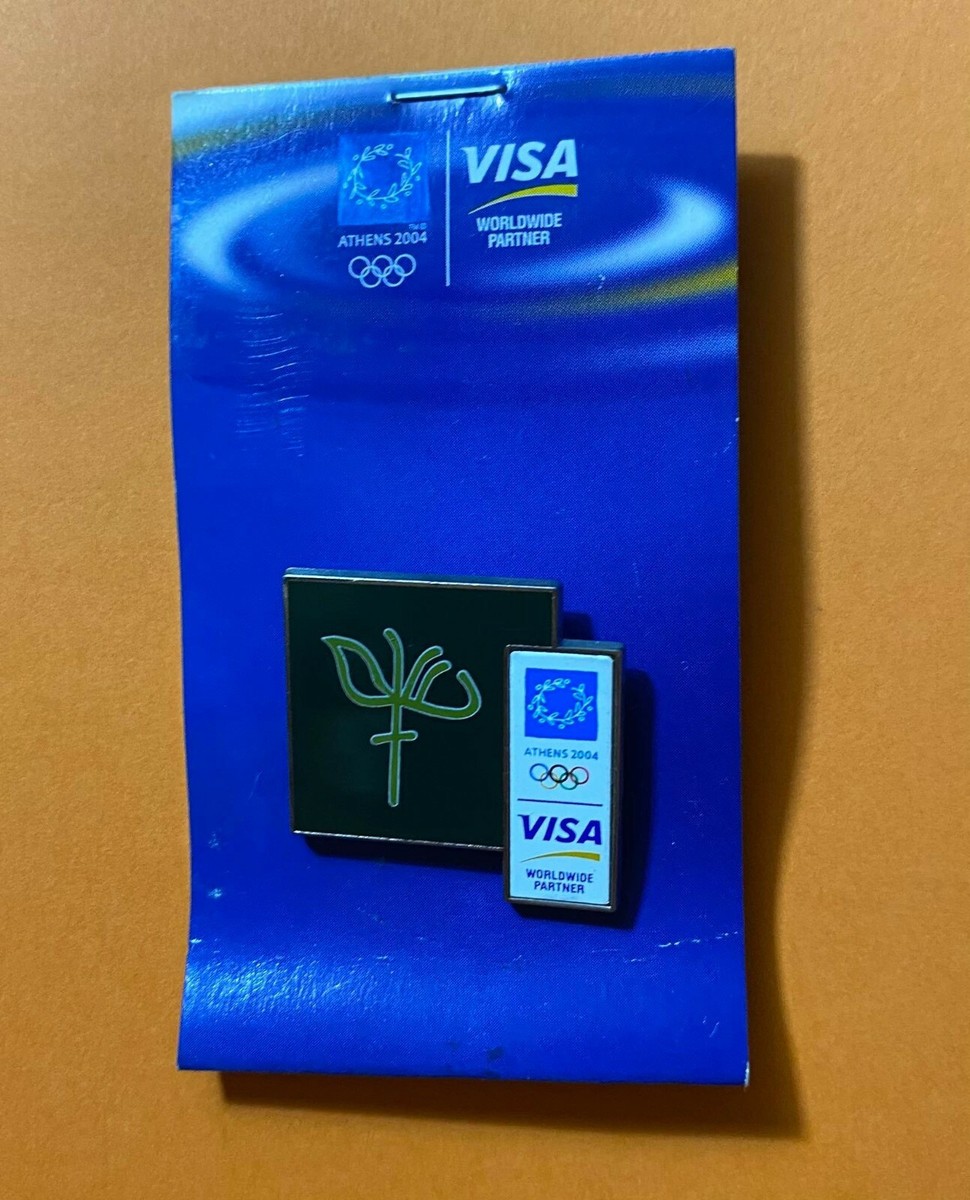 VISA
WORLDWIDE
PARTNER
ATHENS 2004
ATHENS 2004
VISA
WORLDWIDE
PARTNER